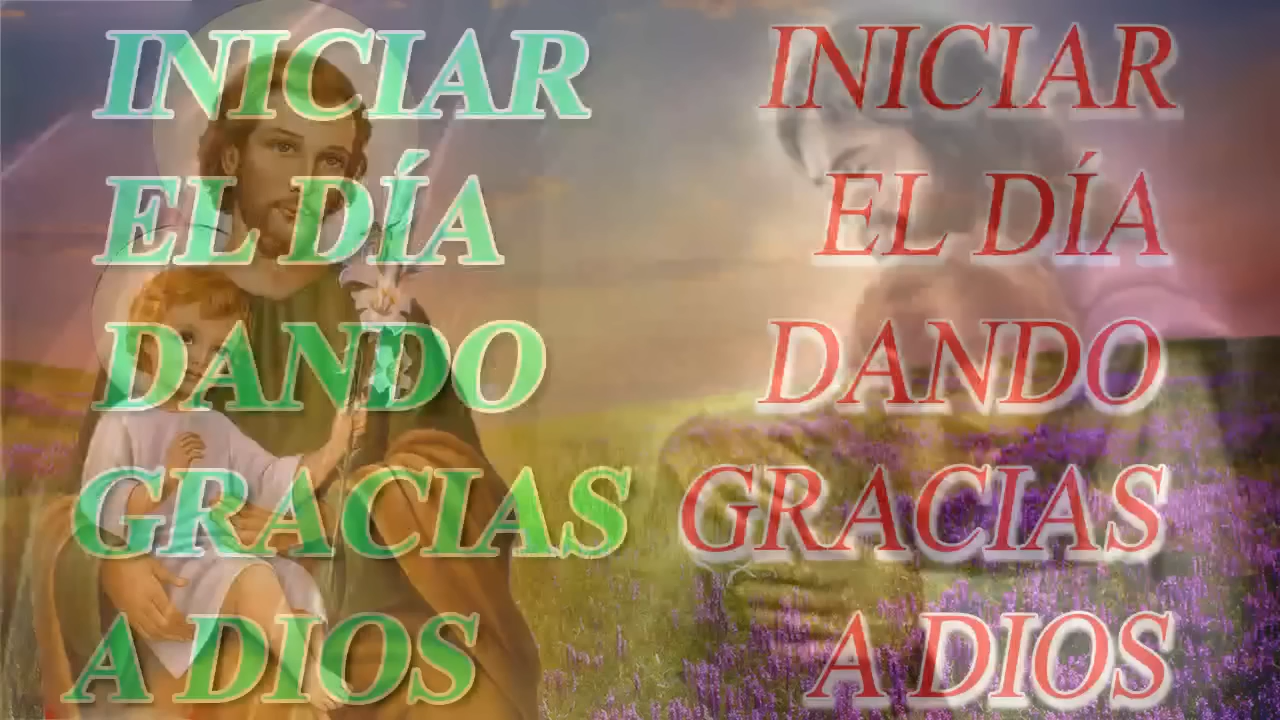 INICIAR
EL DÍA
DANDO
GRACIAS
A DIOS
INICIAR
EL DÍA
DANDO
GRACIAS
A DIOS